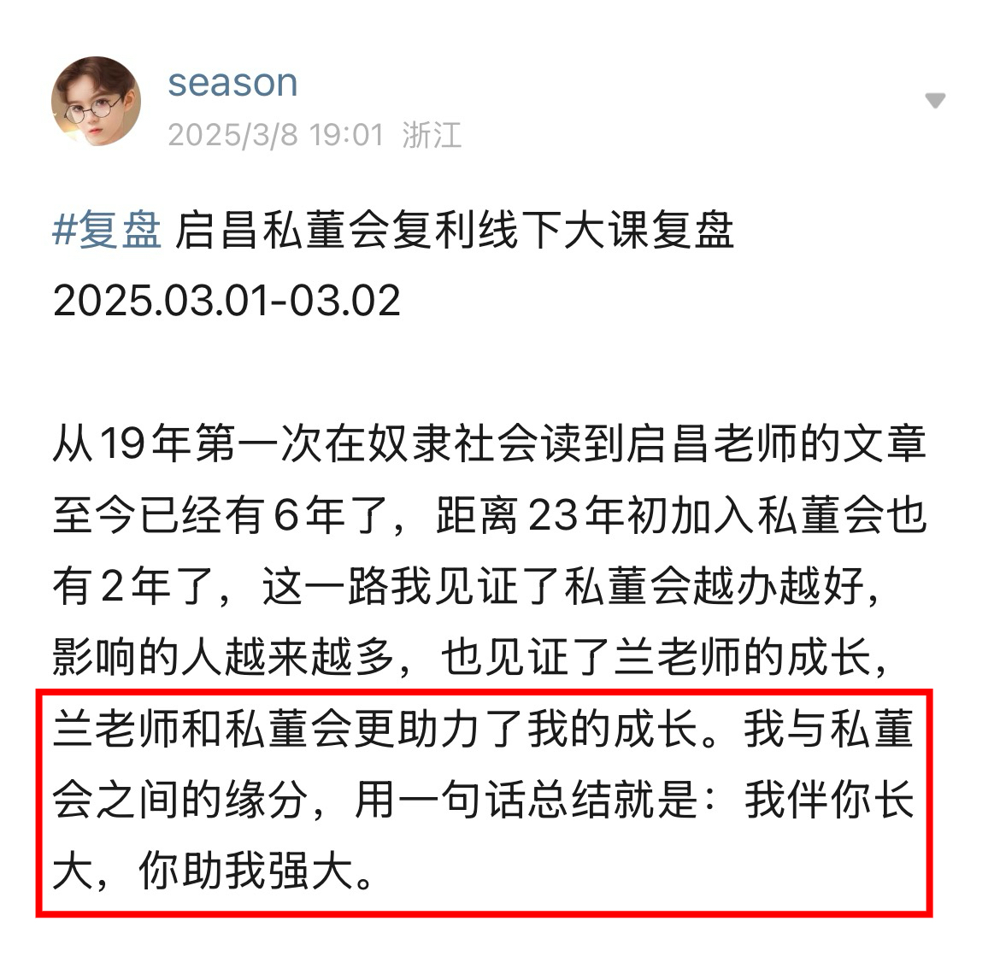 season
2025/3/8 19:01 浙江
#复盘 启昌私董会复利线下大课复盘
2025.03.01-03.02
从19年第一次在奴隶社会读到启昌老师的文章
至今已经有6年了，距离23年初加入私董会也
有2年了，这一路我见证了私董会越办越好，
影响的人越来越多，也见证了兰老师的成长，
兰老师和私董会更助力了我的成长。我与私董
会之间的缘分，用一句话总结就是：我伴你长
大，你助我强大。